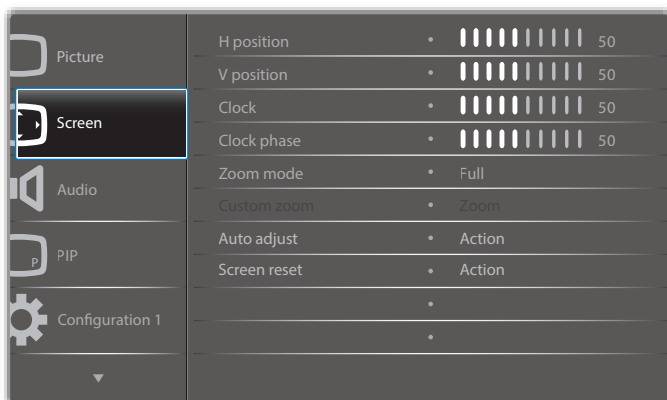 Picture
Screen
Audio
P
PIP
Configuration 1
H position • 50
V position • 50
Clock • 50
Clock phase • 50
Zoom mode • Full
Custom zoom • Zoom
Auto adjust • Action
Screen reset • Action
•
•